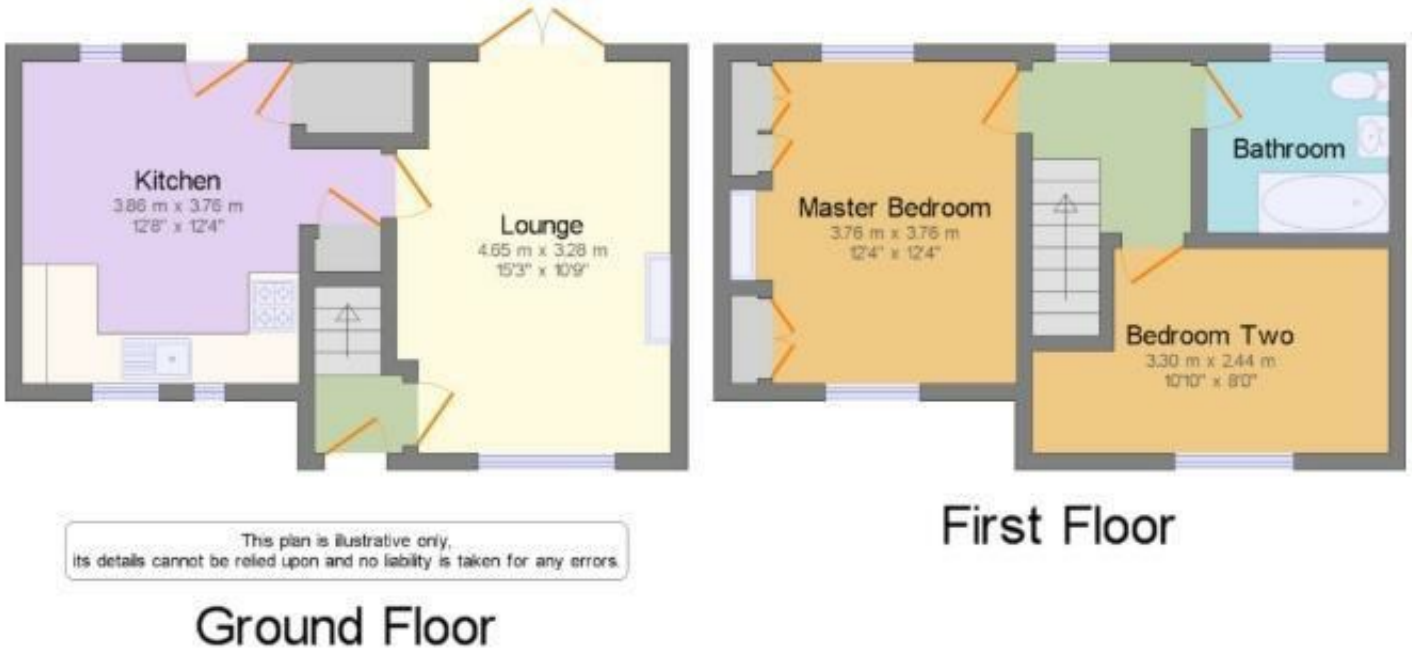 Kitchen
3.86 m x 3.76 m
12'8" x 12'4"
Lounge
4.65 m x 3.28 m
15'3" x 10'9"
Master Bedroom
3.76 m x 3.76 m
12'4" x 12'4"
Bathroom
Bedroom Two
3.30 m x 2.44 m
10'10" x 8'0"
First Floor
This plan is illustrative only,
its details cannot be relied upon and no liability is taken for any errors.
Ground Floor